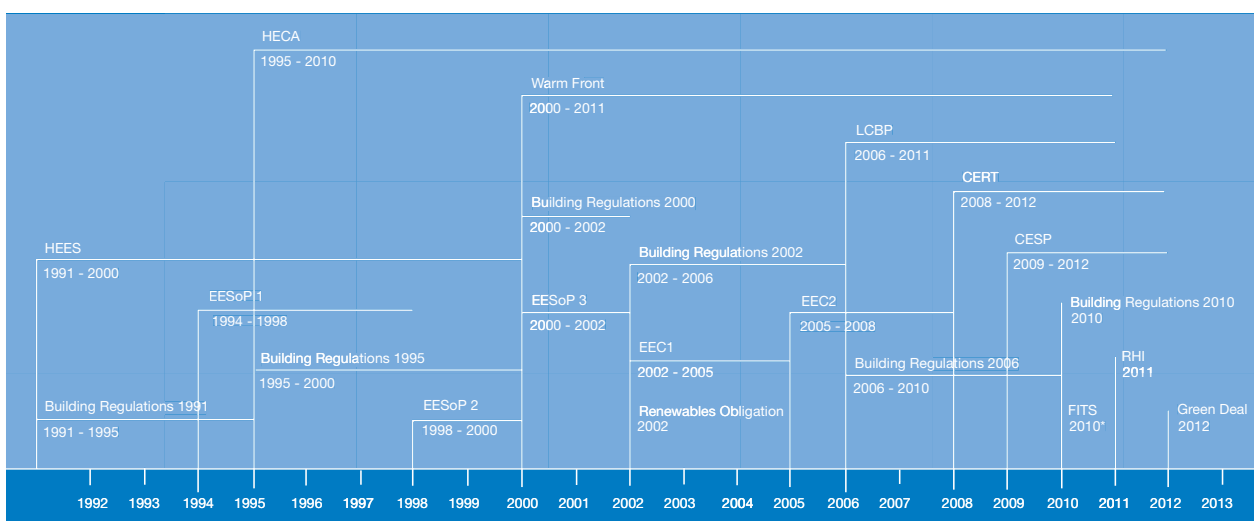 HECA
1995 - 2010
Warm Front
2000 - 2011
LCBP
2006 - 2011
CERT
2008 - 2012
Building Regulations 2000
2000 - 2002
HEES
1991 - 2000
Building Regulations 2002
2002 - 2006
CESP
2009 - 2012
EESoP 1
1994 - 1998
EESoP 3
2000 - 2002
EEC2
2005 - 2008
Building Regulations 2010
2010
Building Regulations 1995
1995 - 2000
EEC1
2002 - 2005
Building Regulations 2006
2006 - 2010
RHI
2011
Building Regulations 1991
1991 - 1995
EESoP 2
1998 - 2000
Renewables Obligation
2002
FITS
2010*
Green Deal
2012
1992 1993 1994 1995 1996 1997 1998 1999 2000 2001 2002 2003 2004 2005 2006 2007 2008 2009 2010 2011 2012 2013